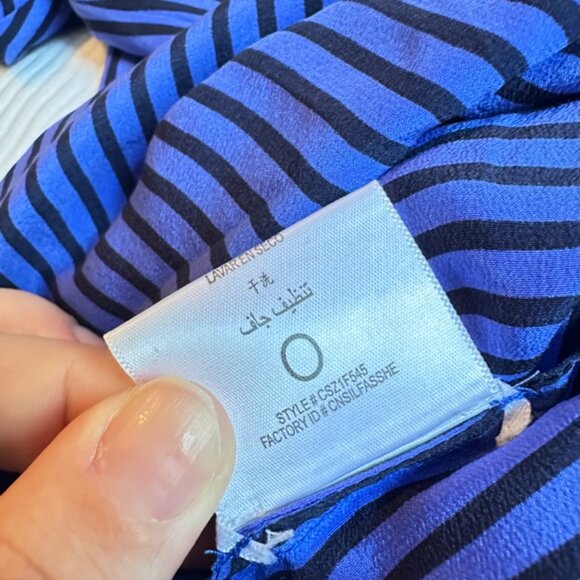 LAVAR EN SECO
干洗
تنظيف جاف
STYLE # CSZ1F545
FACTORY ID # CNSILFASSHE